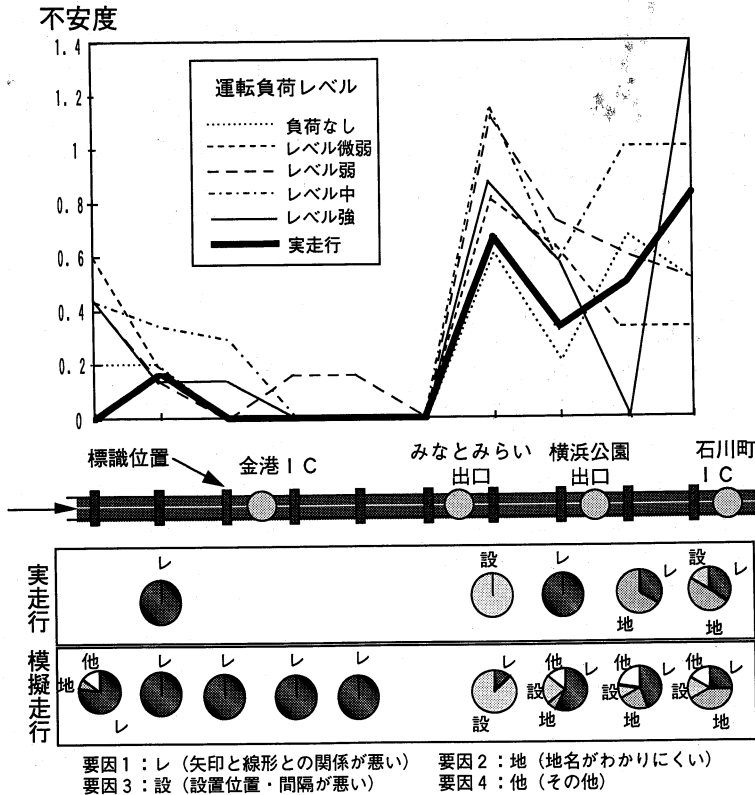 不安度
1.4
1.2
1
0.8
0.6
0.4
0.2
0
運転負荷レベル
負荷なし
レベル微弱
レベル弱
レベル中
レベル強
実走行
標識位置
金港IC
みなとみらい
出口
横浜公園
出口
石川町
IC
実走行
レ
設
レ
地
設
レ
地
模擬走行
他
地
レ
レ
レ
レ
レ
レ
設
他
レ
設
地
他
レ
設
地
他
レ
設
地
要因1：レ（矢印と線形との関係が悪い）
要因2：地（地名がわかりにくい）
要因3：設（設置位置・間隔が悪い）
要因4：他（その他）